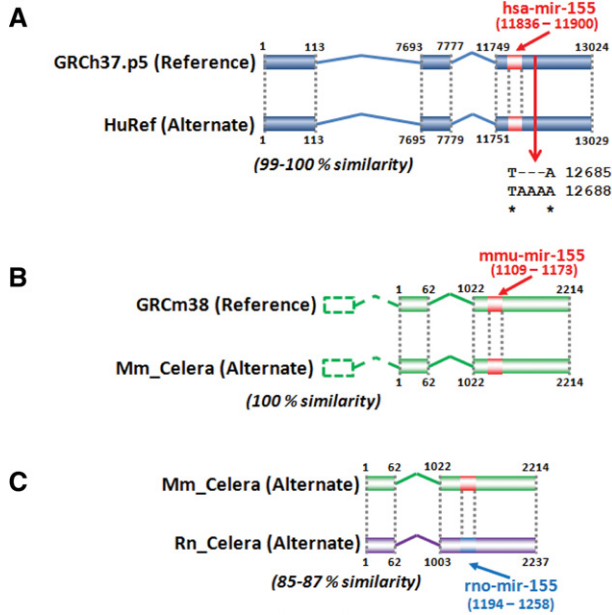 A
hsa-mir-155
(11836 – 11900)
1 113 7693 7777 11749 13024
GRCh37.p5 (Reference)
HuRef (Alternate)
1 113 7695 7779 11751 13029
(99-100 % similarity)
T---A 12685
TAAAA 12688
* *
B
mmu-mir-155
(1109 – 1173)
1 62 1022 2214
GRCm38 (Reference)
Mm_Celera (Alternate)
1 62 1022 2214
(100 % similarity)
C
1 62 1022 2214
Mm_Celera (Alternate)
Rn_Celera (Alternate)
1 62 1003 2237
(85-87 % similarity)
rno-mir-155
(1194 – 1258)